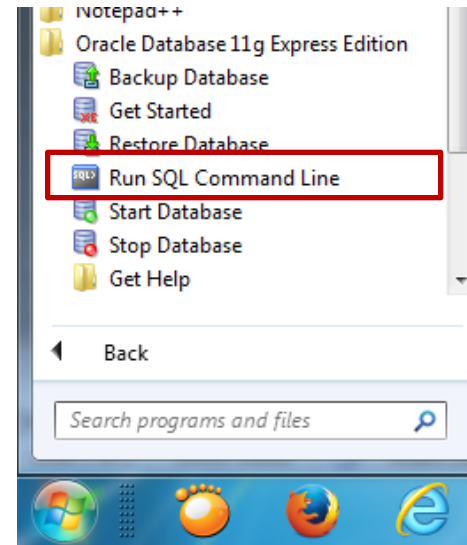 Notepad++
Oracle Database 11g Express Edition
Backup Database
Get Started
Restore Database
SQL> Run SQL Command Line
Start Database
Stop Database
Get Help
Back
Search programs and files